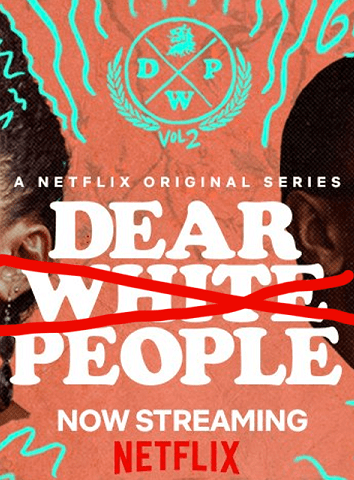 D P
W
VOL 2
A NETFLIX ORIGINAL SERIES
DEAR
WHITE
PEOPLE
NOW STREAMING
NETFLIX